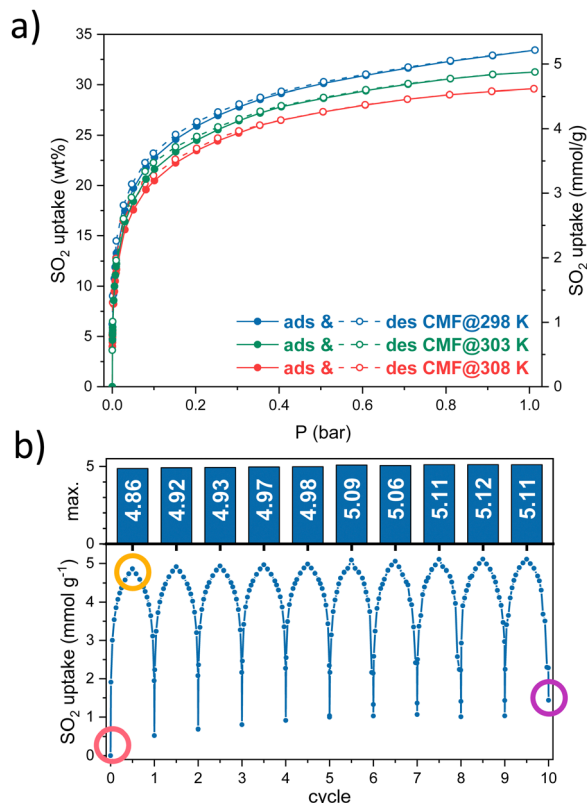 a)
SO₂ uptake (wt%)
35
30
25
20
15
10
5
0
SO₂ uptake (mmol/g)
5
4
3
2
1
0
ads & des CMF@298 K
ads & des CMF@303 K
ads & des CMF@308 K
0.0 0.2 0.4 0.6 0.8 1.0
P (bar)
b)
max.
5
0
4.86 4.92 4.93 4.97 4.98 5.09 5.06 5.11 5.12 5.11
SO₂ uptake (mmol g⁻¹)
5
4
3
2
1
0
0 1 2 3 4 5 6 7 8 9 10
cycle